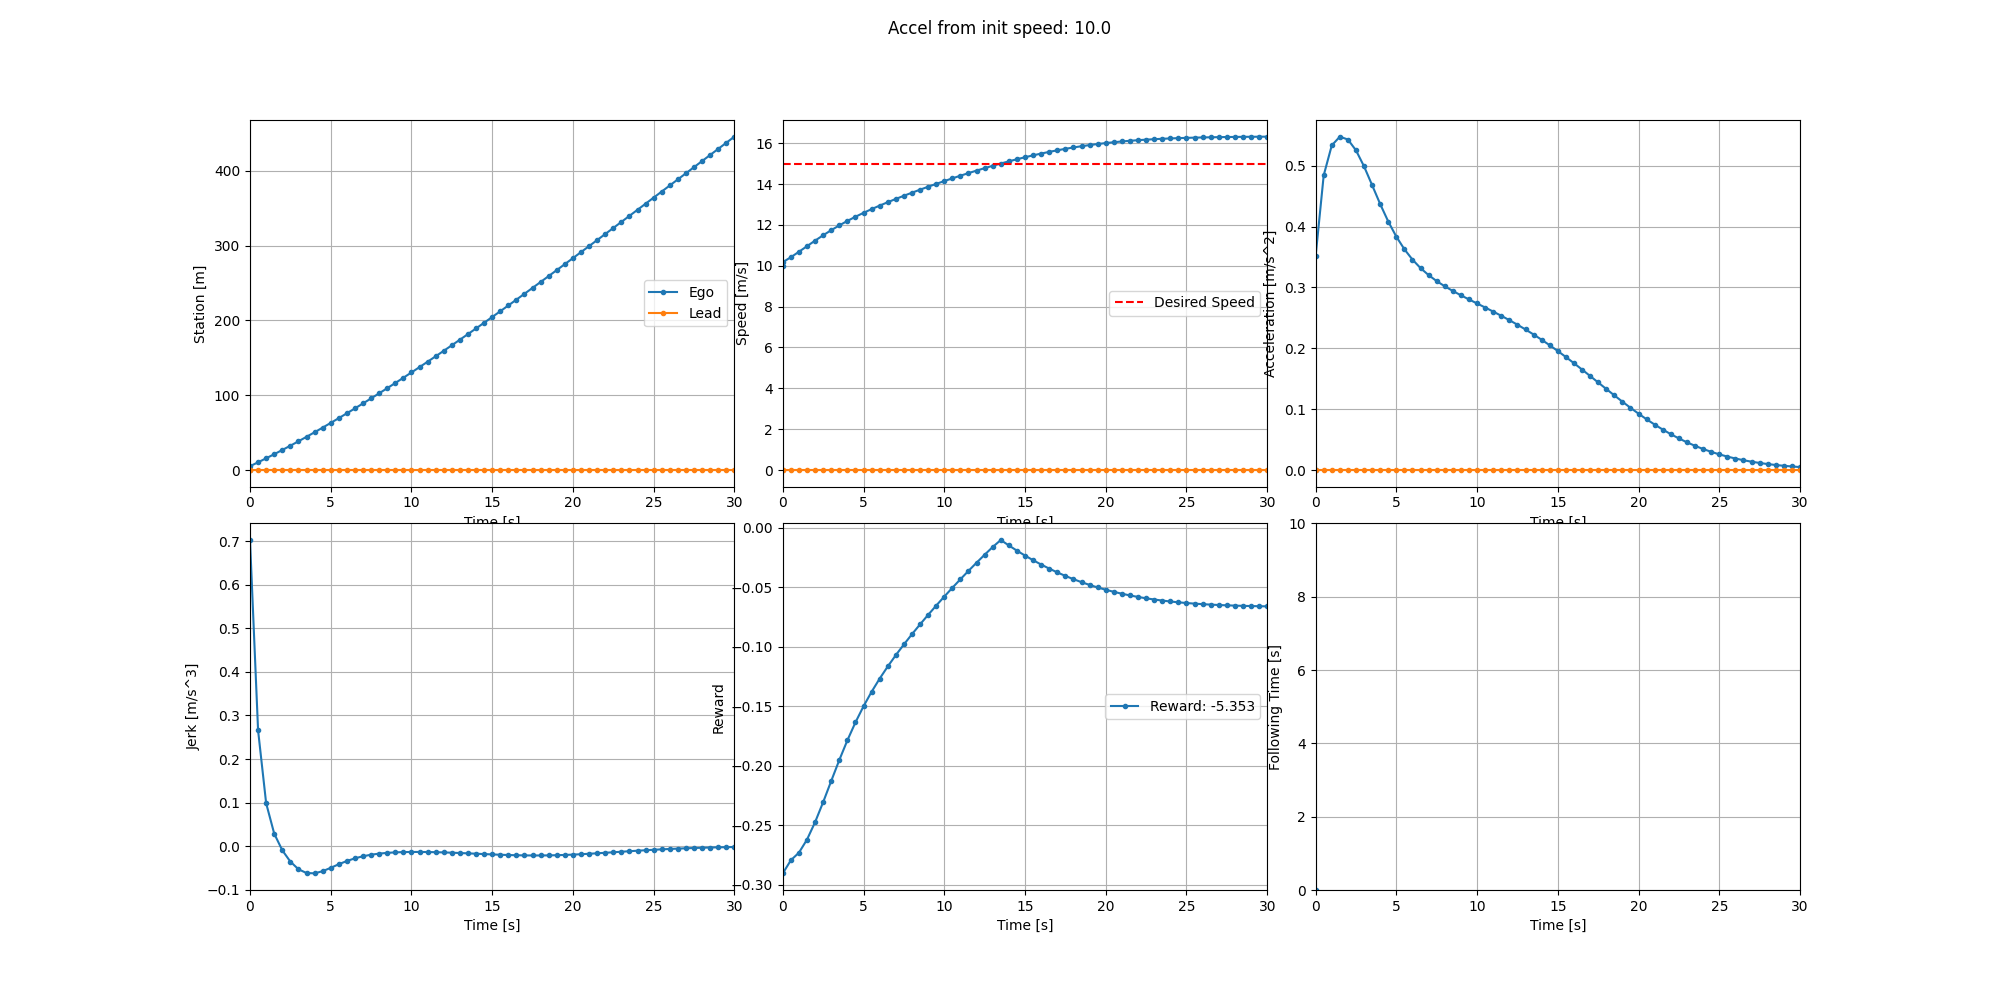 Accel from init speed: 10.0
Station [m]
400
300
200
100
0
0 5 10 15 20 25 30
Time [s]
Ego
Lead
Speed [m/s]
16
14
12
10
8
6
4
2
0
0 5 10 15 20 25 30
Time [s]
Desired Speed
Acceleration [m/s^2]
0.5
0.4
0.3
0.2
0.1
0.0
0 5 10 15 20 25 30
Time [s]
Jerk [m/s^3]
0.7
0.6
0.5
0.4
0.3
0.2
0.1
0.0
−0.1
0 5 10 15 20 25 30
Time [s]
Reward
0.00
−0.05
−0.10
−0.15
−0.20
−0.25
−0.30
0 5 10 15 20 25 30
Time [s]
Reward: -5.353
Following Time [s]
10
8
6
4
2
0
0 5 10 15 20 25 30
Time [s]